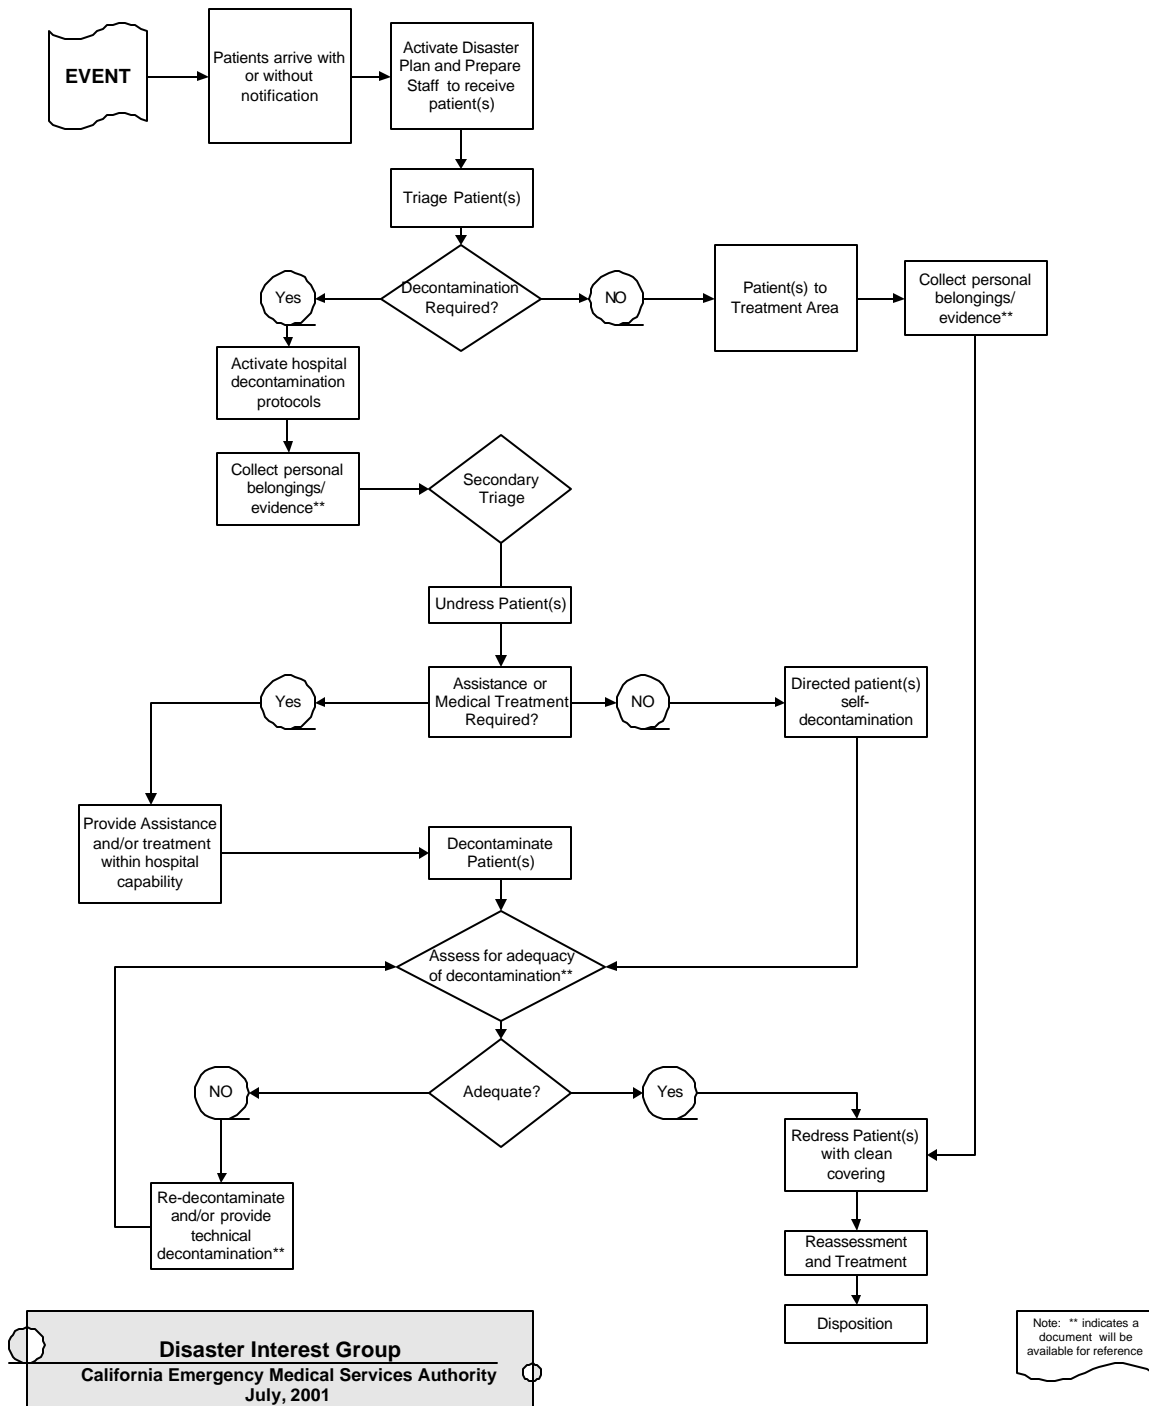 EVENT
Patients arrive with
or without
notification
Activate Disaster
Plan and Prepare
Staff to receive
patient(s)
Triage Patient(s)
Decontamination
Required?
Yes
NO
Patient(s) to
Treatment Area
Collect personal
belongings/
evidence**
Activate hospital
decontamination
protocols
Collect personal
belongings/
evidence**
Secondary
Triage
Undress Patient(s)
Assistance or
Medical Treatment
Required?
Yes
NO
Directed patient(s)
self-
decontamination
Provide Assistance
and/or treatment
within hospital
capability
Decontaminate
Patient(s)
Assess for adequacy
of decontamination**
Adequate?
NO
Yes
Redress Patient(s)
with clean
covering
Re-decontaminate
and/or provide
technical
decontamination**
Reassessment
and Treatment
Disposition
Disaster Interest Group
California Emergency Medical Services Authority
July, 2001
Note: ** indicates a
document will be
available for reference